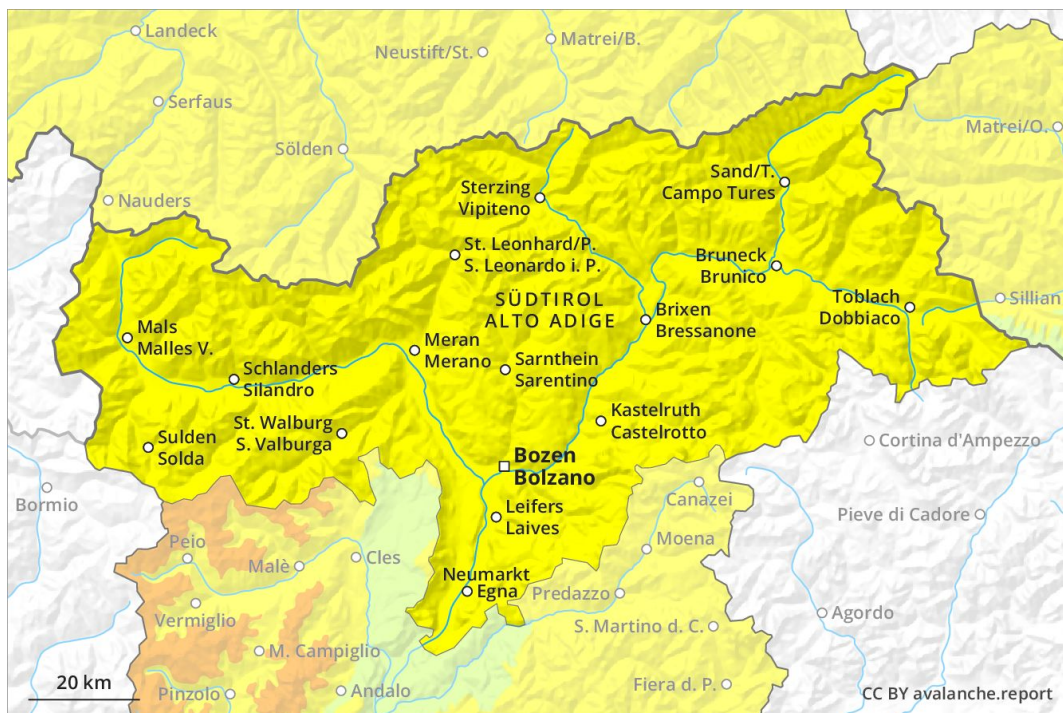 Landeck
Matrei/B.
Neustift/St.
Serfaus
Matrei/O.
Sölden
Sand/T.
Campo Tures
Sterzing
Vipiteno
Nauders
St. Leonhard/P.
S. Leonardo i. P.
Bruneck
Brunico
SÜDTIROL
ALTO ADIGE
Toblach
Dobbiaco
Sillian
Brixen
Bressanone
Mals
Malles V.
Meran
Merano
Sarnthein
Sarentino
Schlanders
Silandro
St. Walburg
S. Valburga
Kastelruth
Castelrotto
Sulden
Solda
Cortina d'Ampezzo
Bozen
Bolzano
Bormio
Canazei
Leifers
Laives
Pieve di Cadore
Moena
Peio
Cles
Malè
Neumarkt
Egna
Predazzo
Vermiglio
Agordo
S. Martino d. C.
M. Campiglio
20 km
Pinzolo
Andalo
Fiera d. P.
CC BY avalanche.report